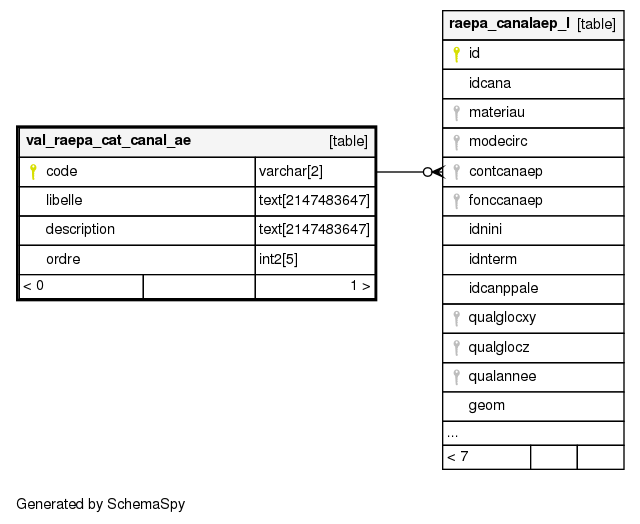 val_raepa_cat_canal_ae [table]
code varchar[2]
libelle text[2147483647]
description text[2147483647]
ordre int2[5]
< 0 1 >
raepa_canalaep_l [table]
id
idcana
materiau
modecirc
contcanaep
fonccanaep
idnini
idnterm
idcanppale
qualglocxy
qualglocz
qualannee
geom
...
< 7
Generated by SchemaSpy